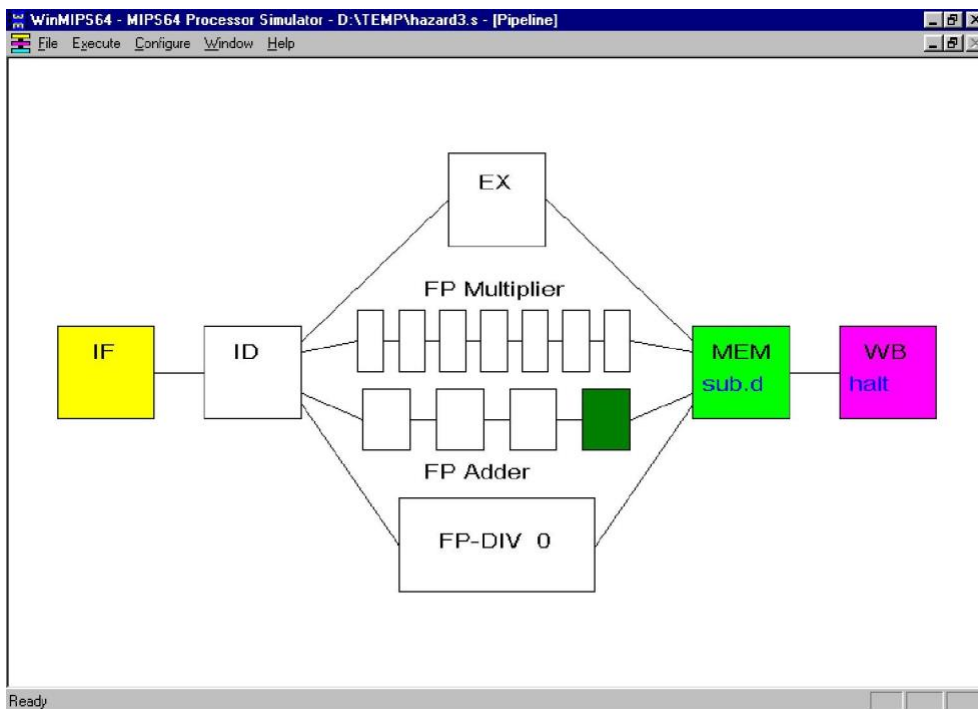 WinMIPS64 - MIPS64 Processor Simulator - D:\TEMP\hazard3.s - [Pipeline]
File Execute Configure Window Help
EX
FP Multiplier
IF
ID
MEM
sub.d
WB
halt
FP Adder
FP-DIV 0
Ready